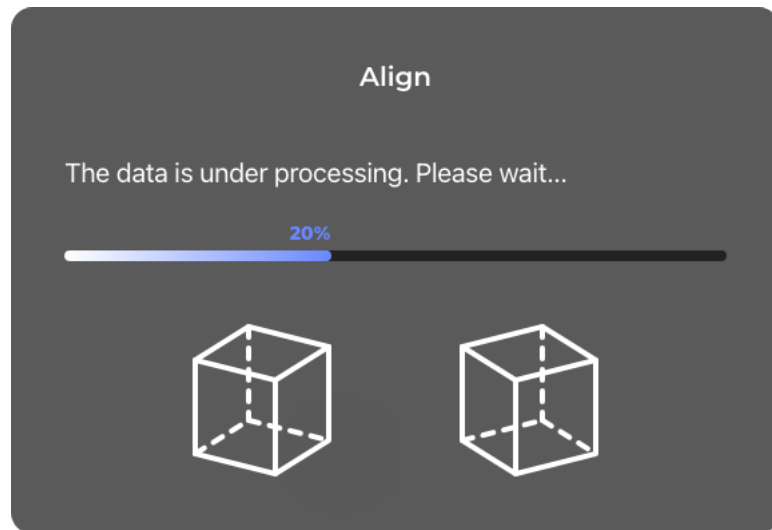 Align
The data is under processing. Please wait...
20%